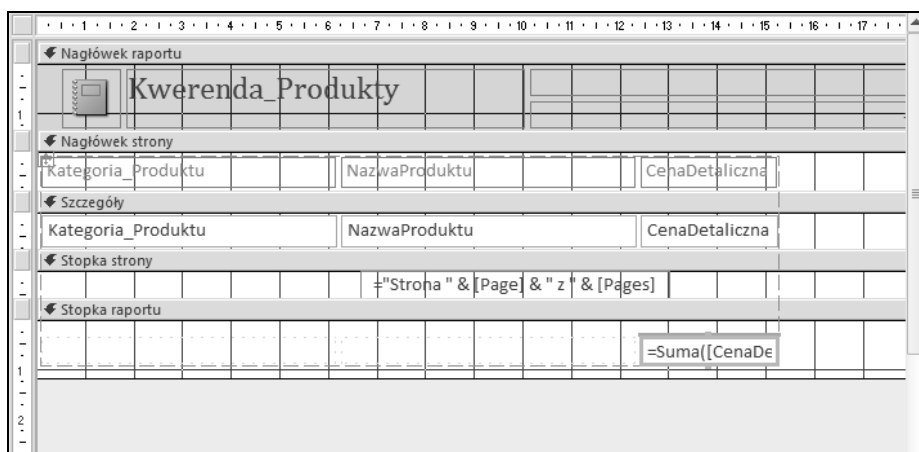 1 2 3 4 5 6 7 8 9 10 11 12 13 14 15 16 17
Nagłówek raportu
Kwerenda_Produkty
1
Nagłówek strony
Kategoria_Produktu NazwaProduktu CenaDetaliczna
Szczegóły
Kategoria_Produktu NazwaProduktu CenaDetaliczna
Stopka strony
="Strona " & [Page] & " z " & [Pages]
Stopka raportu
=Suma([CenaDe
1
2